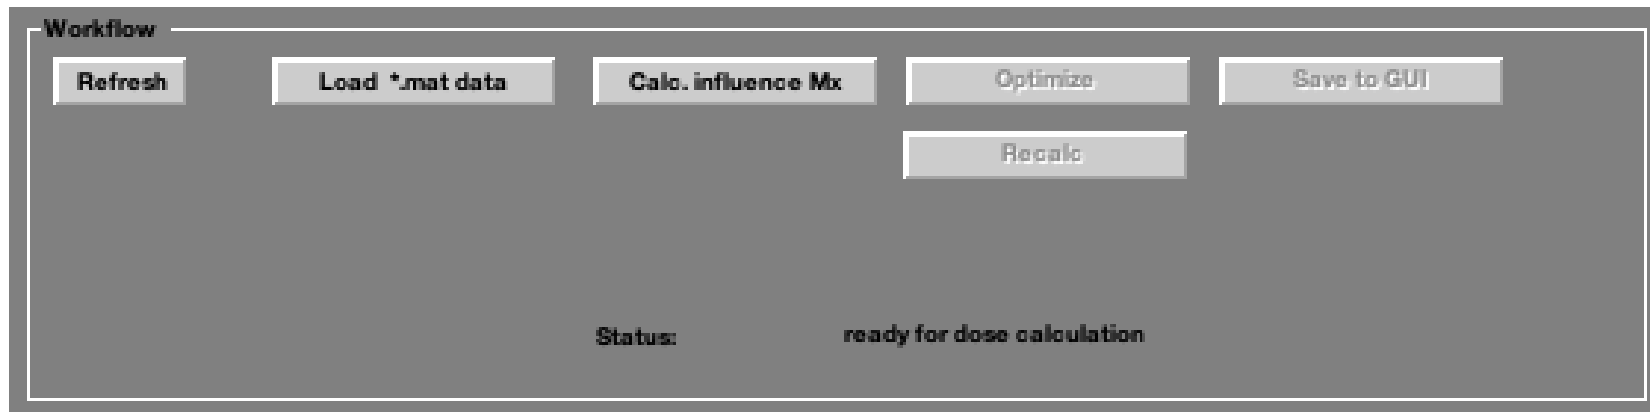 Workflow
Refresh
Load *.mat data
Calc. influence Mx
Optimize
Save to GUI
Recalc
Status:
ready for dose calculation